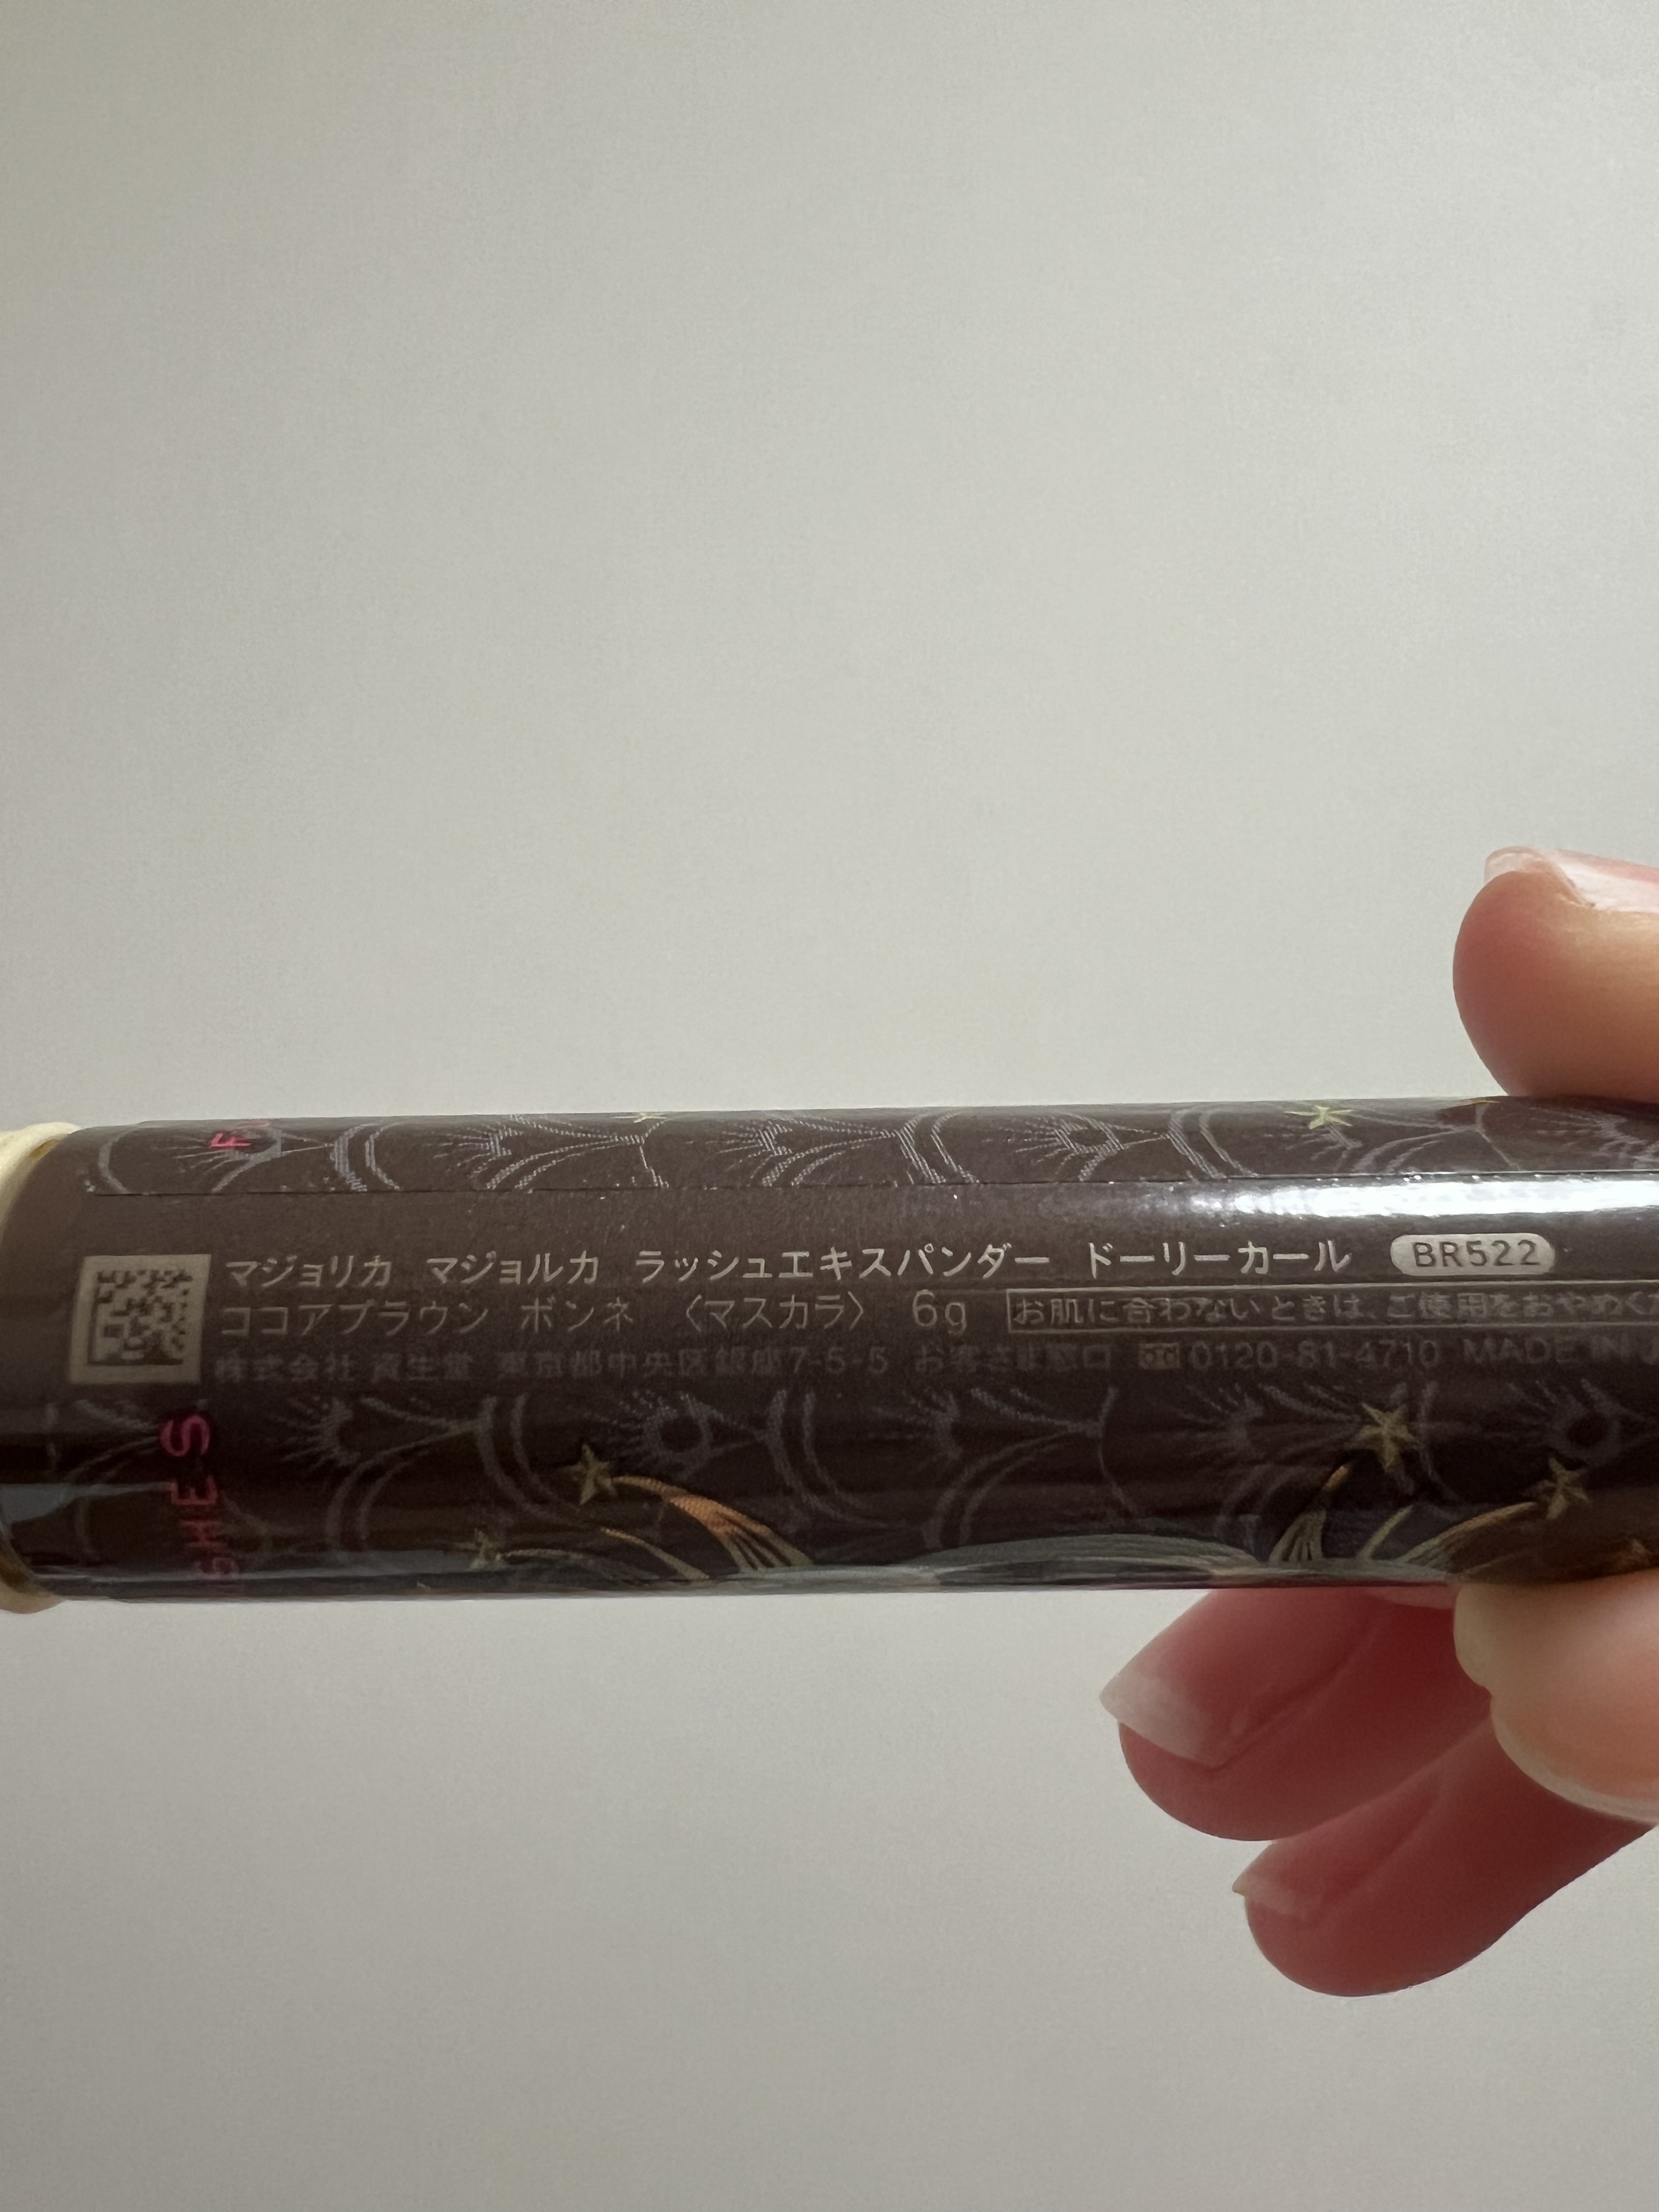 マジョリカ マジョルカ ラッシュエキスパンダー ドーリーカール BR522
ココアブラウン ボンネ 〈マスカラ〉 6g お肌に合わないときは、ご使用をおやめくだ
株式会社 資生堂 東京都中央区銀座7-5-5 お客さま窓口 0120-81-4710 MADE IN